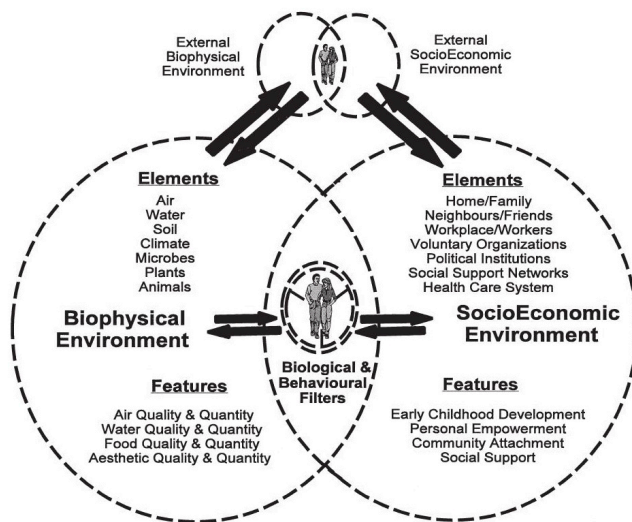 External
Biophysical
Environment
External
SocioEconomic
Environment
Elements
Air
Water
Soil
Climate
Microbes
Plants
Animals
Biophysical
Environment
Features
Air Quality & Quantity
Water Quality & Quantity
Food Quality & Quantity
Aesthetic Quality & Quantity
Biological &
Behavioural
Filters
Elements
Home/Family
Neighbours/Friends
Workplace/Workers
Voluntary Organizations
Political Institutions
Social Support Networks
Health Care System
SocioEconomic
Environment
Features
Early Childhood Development
Personal Empowerment
Community Attachment
Social Support